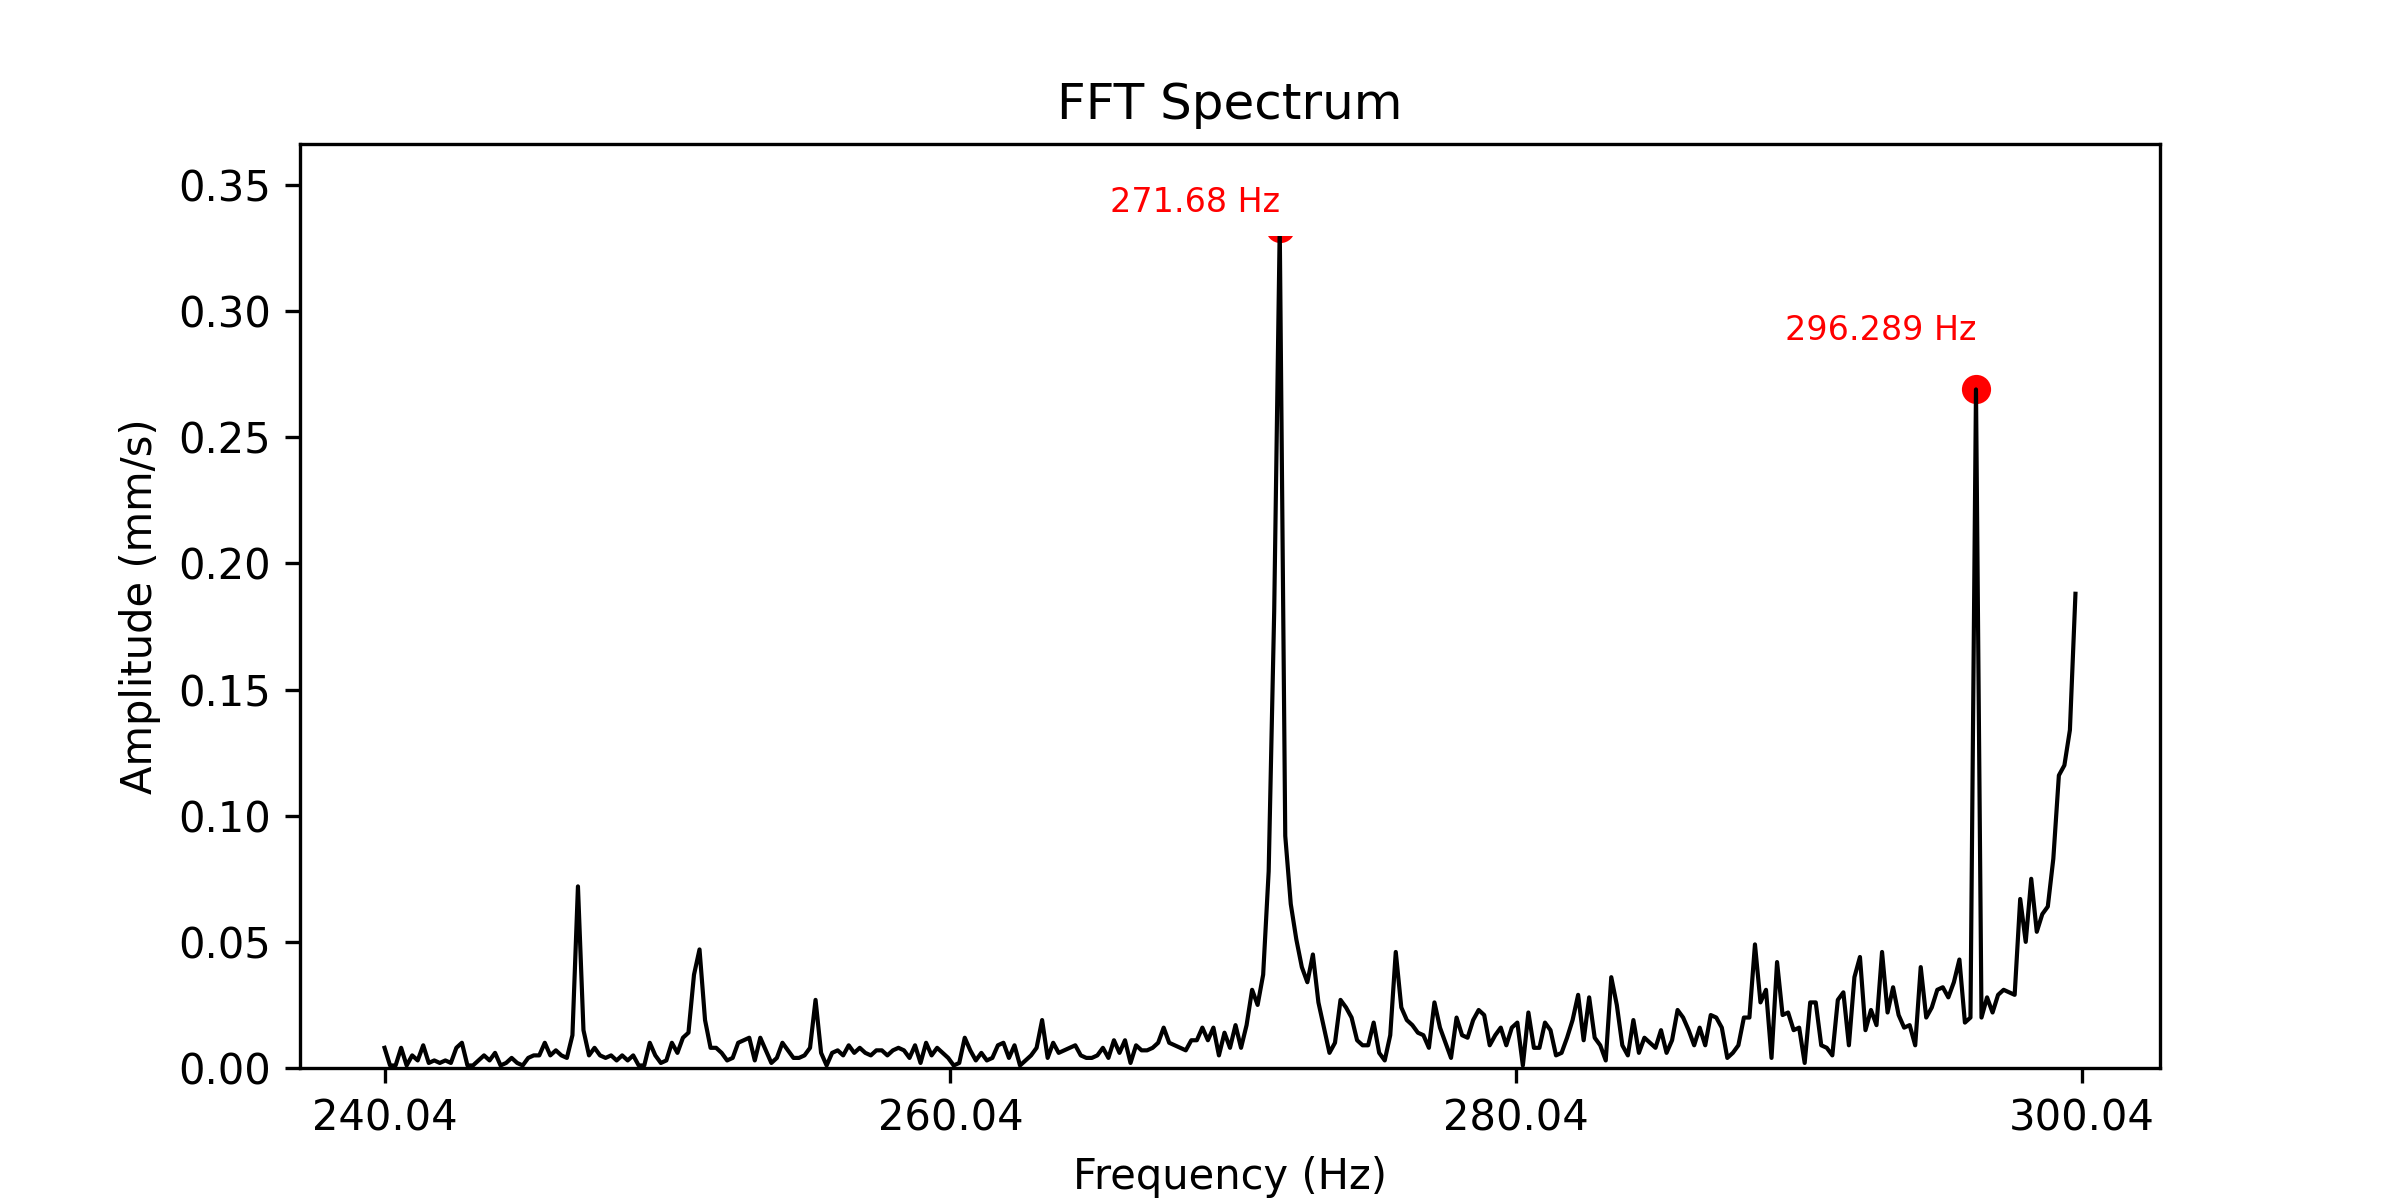 FFT Spectrum
271.68 Hz
296.289 Hz
Amplitude (mm/s)
0.35
0.30
0.25
0.20
0.15
0.10
0.05
0.00
240.04
260.04
280.04
300.04
Frequency (Hz)